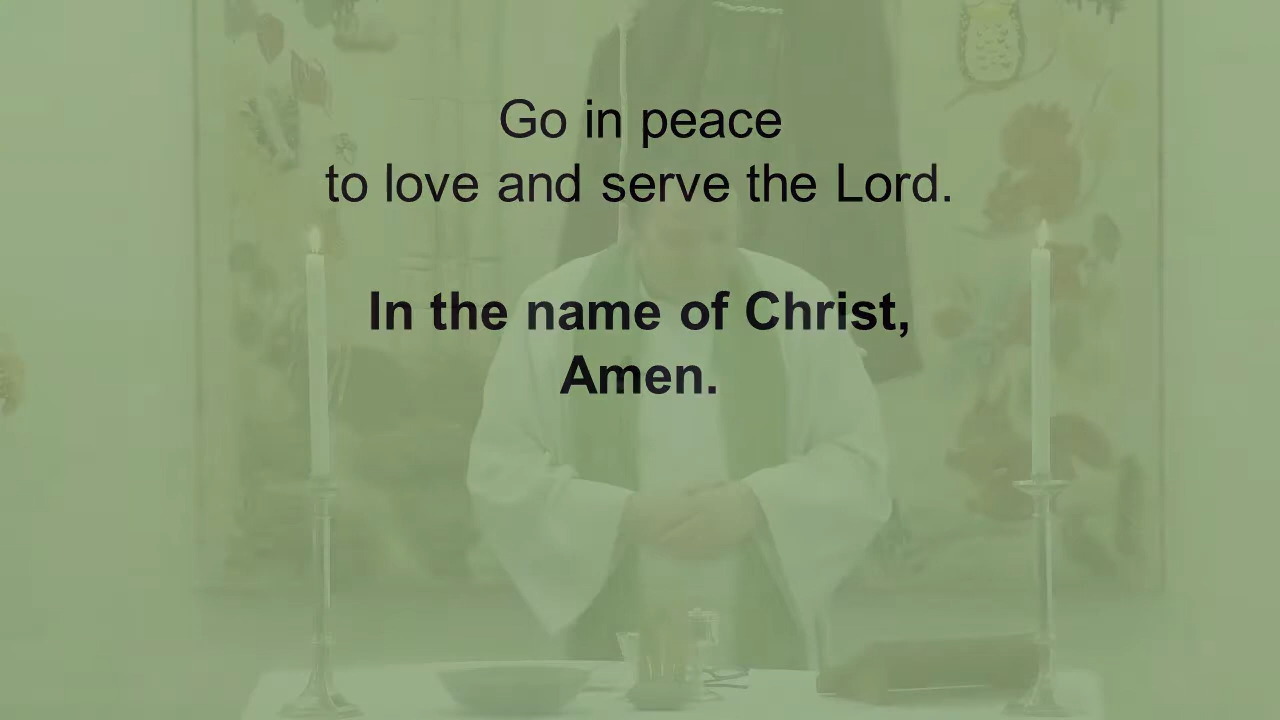 Go in peace
to love and serve the Lord.
In the name of Christ,
Amen.